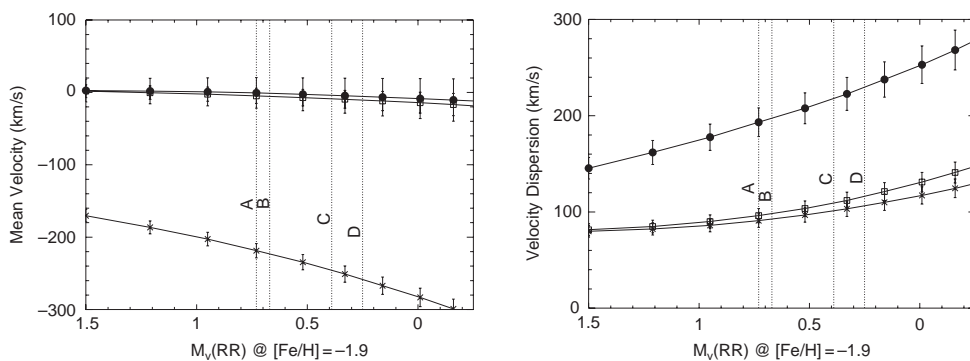 100
0
−100
−200
−300
Mean Velocity (km/s)
A
B
C
D
1.5
1
0.5
0
M_v(RR) @ [Fe/H] = −1.9
300
200
100
0
Velocity Dispersion (km/s)
A
B
C
D
1.5
1
0.5
0
M_v(RR) @ [Fe/H] = −1.9